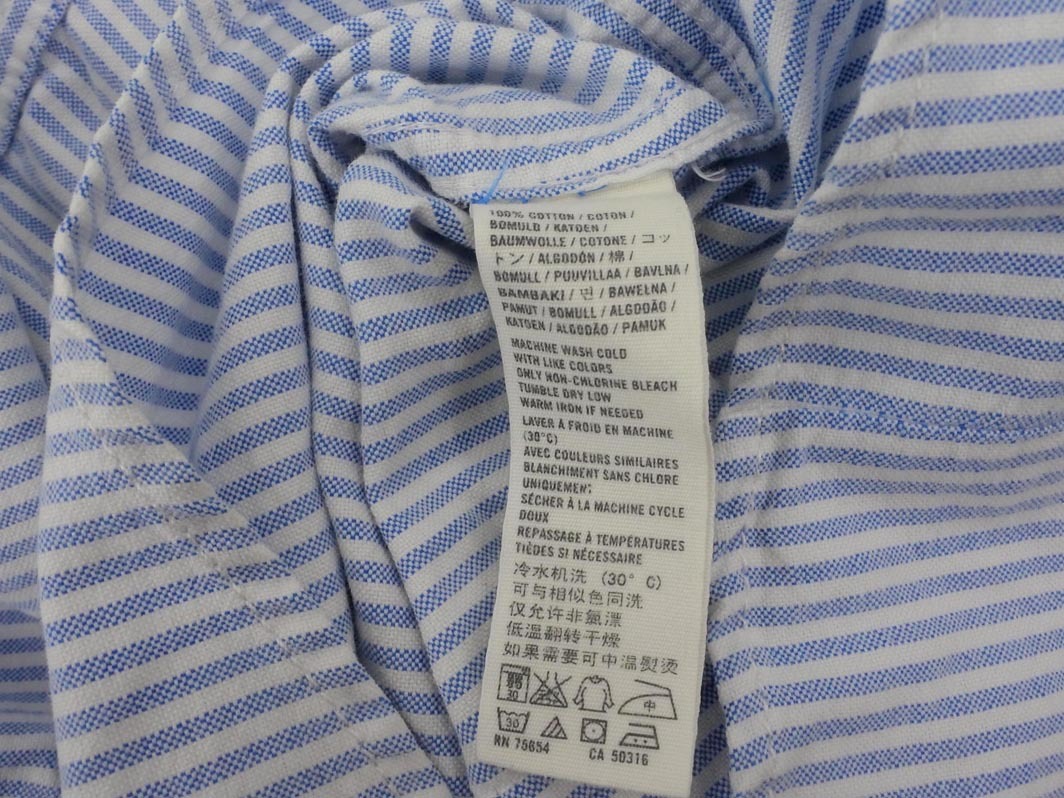 100% COTTON / COTON /
BOMULD / KATOEN /
BAUMWOLLE / COTONE / コッ
トン / ALGODÓN / 棉 /
BOMULL / PUUVILLAA / BAVLNA /
BAMBAKI / 면 / BAWEŁNA /
PAMUT / BOMULL / ALGODÃO /
KATOEN / ALGODÃO / PAMUK
MACHINE WASH COLD
WITH LIKE COLORS
ONLY NON-CHLORINE BLEACH
TUMBLE DRY LOW
WARM IRON IF NEEDED
LAVER À FROID EN MACHINE
(30°C)
AVEC COULEURS SIMILAIRES
BLANCHIMENT SANS CHLORE
UNIQUEMENT
SÉCHER À LA MACHINE CYCLE
DOUX
REPASSAGE À TEMPÉRATURES
TIÈDES SI NÉCESSAIRE
冷水机洗 (30°C)
可与相似色同洗
仅允许非氯漂
低温翻转干燥
如果需要可中温熨烫
30 中
30
RN 75654 CA 50316